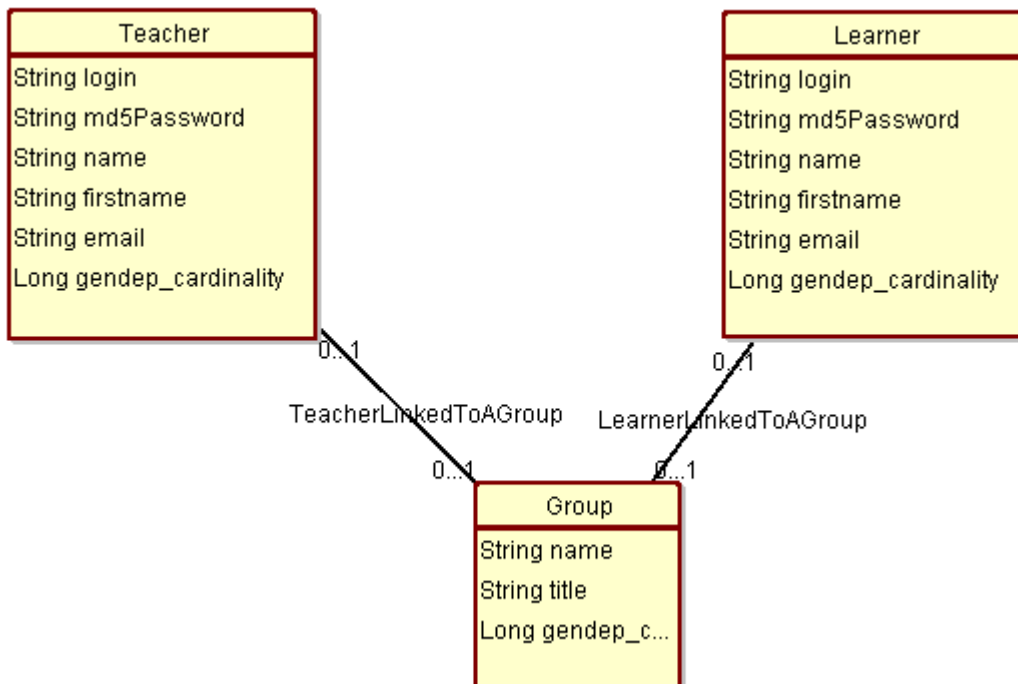 Teacher
String login
String md5Password
String name
String firstname
String email
Long gendep_cardinality
Learner
String login
String md5Password
String name
String firstname
String email
Long gendep_cardinality
0...1
0...1
TeacherLinkedToAGroup
LearnerLinkedToAGroup
0...1
0...1
Group
String name
String title
Long gendep_c...